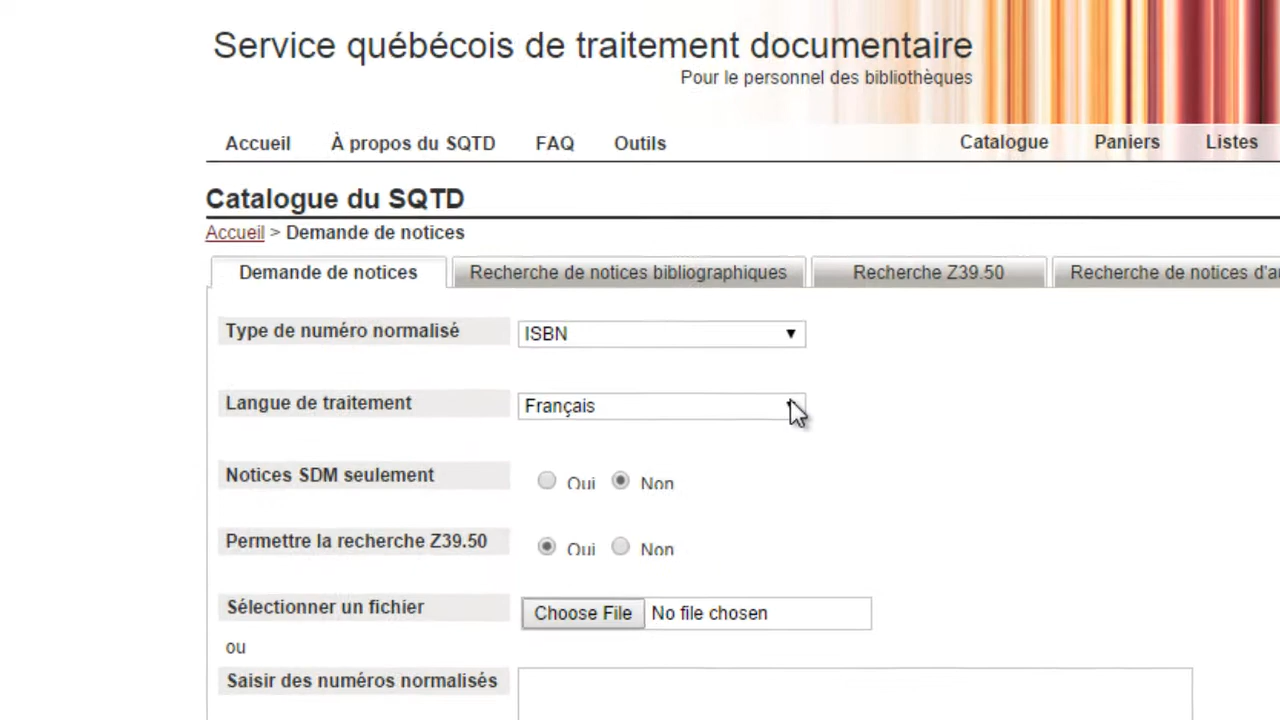 Service québécois de traitement documentaire
Pour le personnel des bibliothèques
Accueil À propos du SQTD FAQ Outils Catalogue Paniers Listes
Catalogue du SQTD
Accueil > Demande de notices
Demande de notices Recherche de notices bibliographiques Recherche Z39.50 Recherche de notices
Type de numéro normalisé ISBN
Langue de traitement Français
Notices SDM seulement Oui Non
Permettre la recherche Z39.50 Oui Non
Sélectionner un fichier Choose File No file chosen
ou
Saisir des numéros normalisés